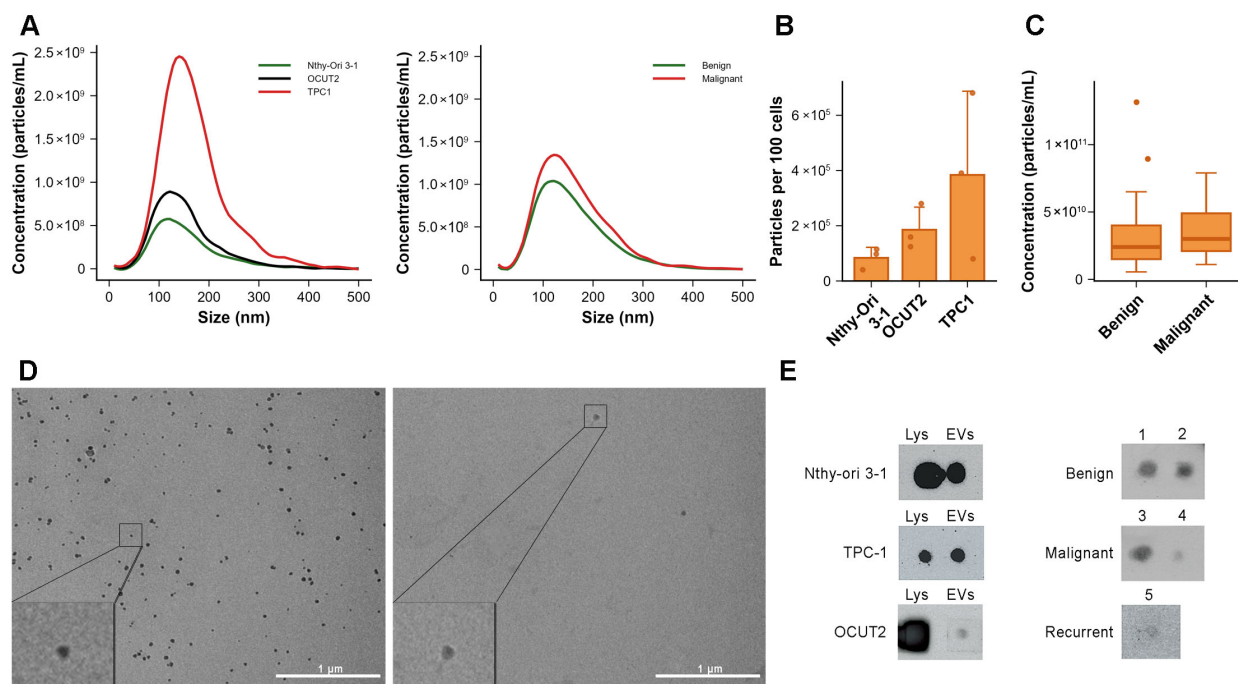 A
2.5×10⁹
2.0×10⁹
1.5×10⁹
1.0×10⁹
5.0×10⁸
0
Concentration (particles/mL)
0 100 200 300 400 500
Size (nm)
Nthy-Ori 3-1
OCUT2
TPC1
2.5×10⁹
2.0×10⁹
1.5×10⁹
1.0×10⁹
5.0×10⁸
0
Concentration (particles/mL)
0 100 200 300 400 500
Size (nm)
Benign
Malignant
B
Particles per 100 cells
6×10⁵
4×10⁵
2×10⁵
0
Nthy-Ori
3-1
OCUT2
TPC1
C
Concentration (particles/mL)
1×10¹¹
5×10¹⁰
0
Benign
Malignant
D
1 µm
1 µm
E
Lys EVs
Nthy-ori 3-1
Lys EVs
TPC-1
Lys EVs
OCUT2
1 2
Benign
3 4
Malignant
5
Recurrent